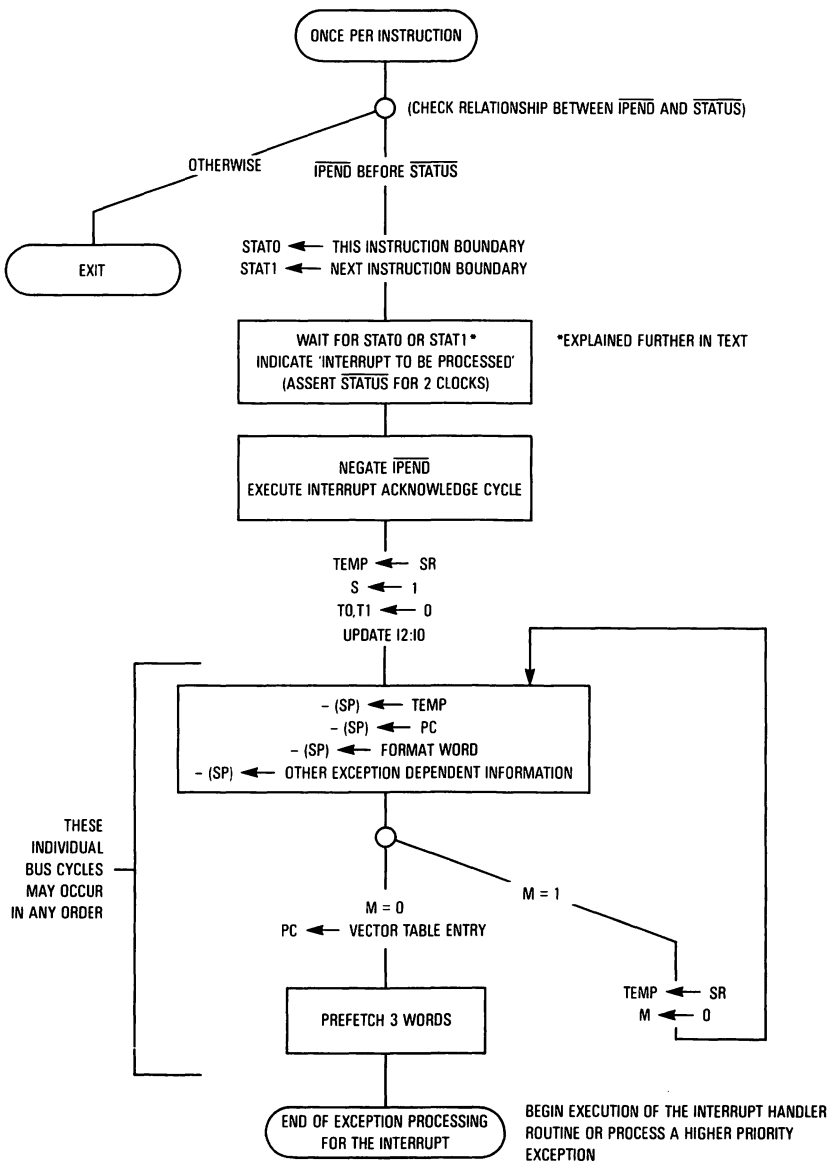 ONCE PER INSTRUCTION
(CHECK RELATIONSHIP BETWEEN IPEND AND STATUS)
OTHERWISE
IPEND BEFORE STATUS
EXIT
STAT0 ← THIS INSTRUCTION BOUNDARY
STAT1 ← NEXT INSTRUCTION BOUNDARY
WAIT FOR STAT0 OR STAT1*
INDICATE 'INTERRUPT TO BE PROCESSED'
(ASSERT STATUS FOR 2 CLOCKS)
*EXPLAINED FURTHER IN TEXT
NEGATE IPEND
EXECUTE INTERRUPT ACKNOWLEDGE CYCLE
TEMP ← SR
S ← 1
T0,T1 ← 0
UPDATE I2:I0
– (SP) ← TEMP
– (SP) ← PC
– (SP) ← FORMAT WORD
– (SP) ← OTHER EXCEPTION DEPENDENT INFORMATION
THESE
INDIVIDUAL
BUS CYCLES
MAY OCCUR
IN ANY ORDER
M = 0
PC ← VECTOR TABLE ENTRY
M = 1
TEMP ← SR
M ← 0
PREFETCH 3 WORDS
END OF EXCEPTION PROCESSING
FOR THE INTERRUPT
BEGIN EXECUTION OF THE INTERRUPT HANDLER
ROUTINE OR PROCESS A HIGHER PRIORITY
EXCEPTION